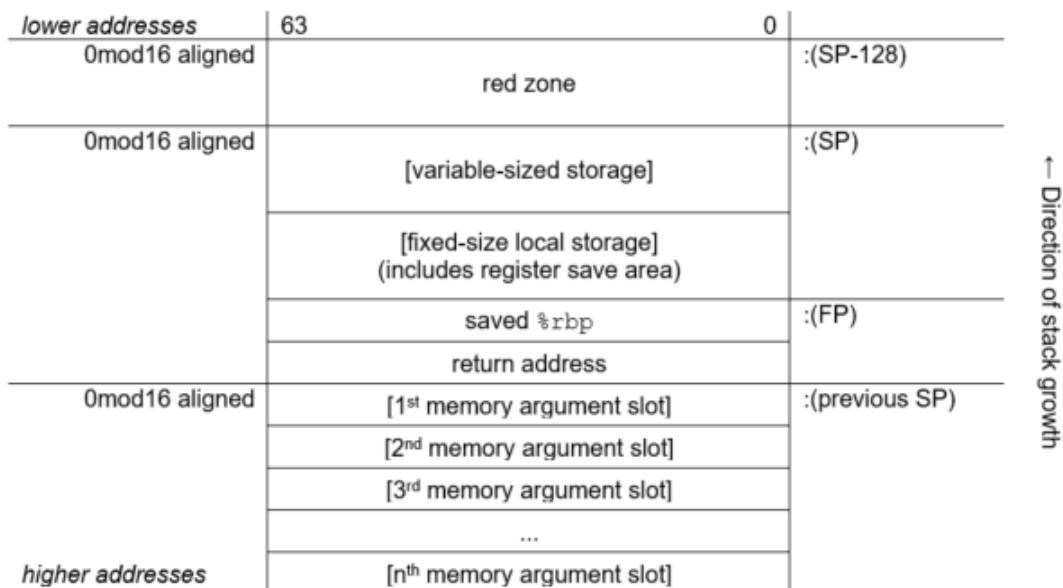 lower addresses 63 0
0mod16 aligned :(SP-128)
red zone
0mod16 aligned :(SP)
[variable-sized storage]
[fixed-size local storage]
(includes register save area)
saved %rbp :(FP)
return address
0mod16 aligned [1st memory argument slot] :(previous SP)
[2nd memory argument slot]
[3rd memory argument slot]
...
higher addresses [nth memory argument slot]
← Direction of stack growth